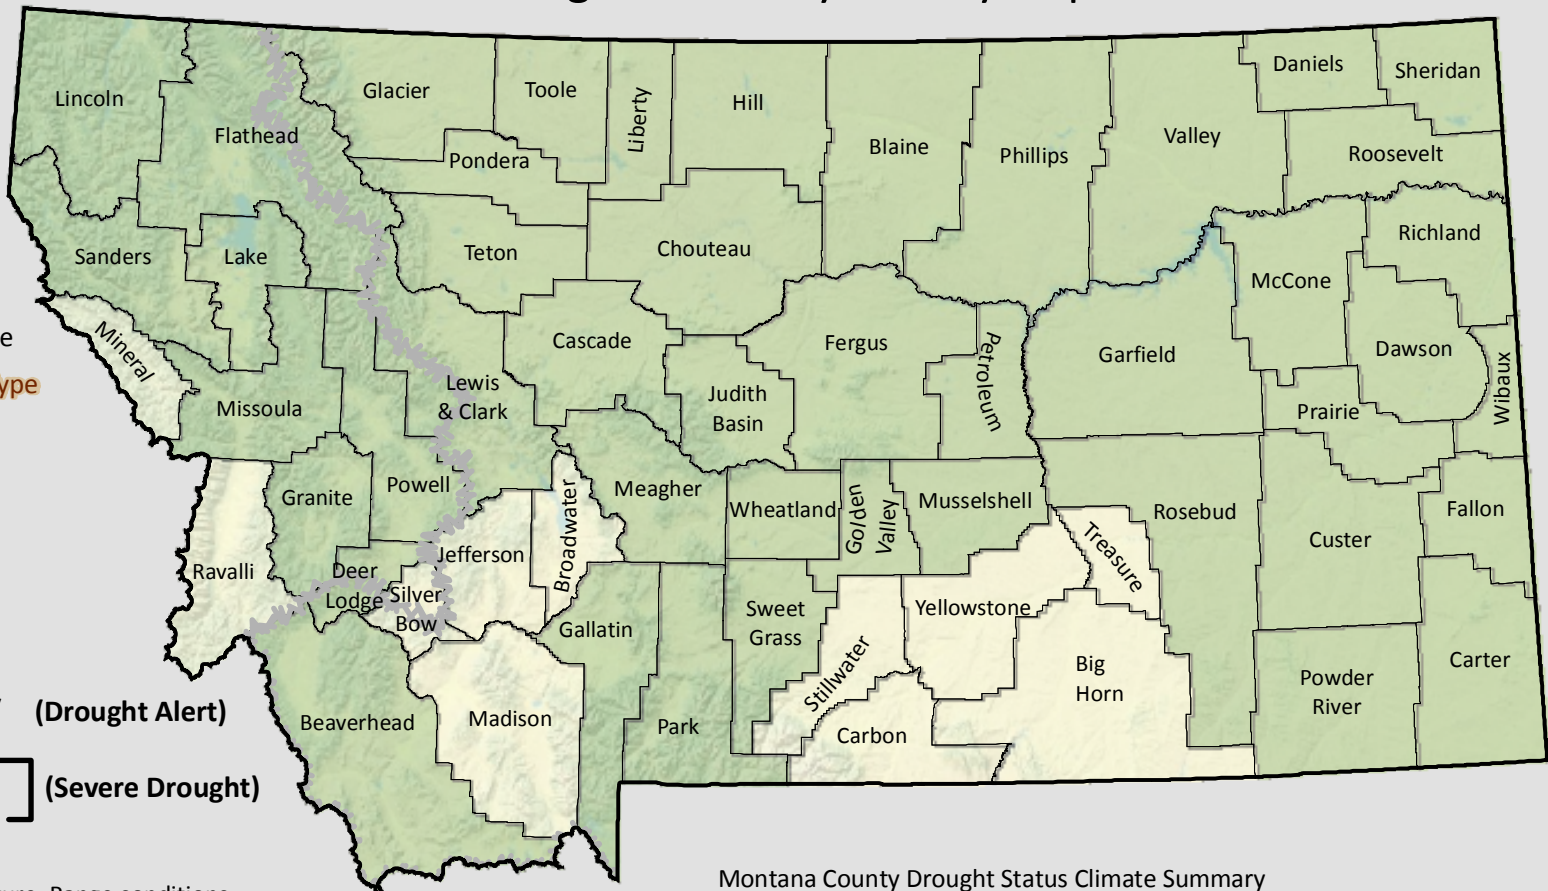 Daniels
Sheridan
Lincoln
Glacier
Toole
Liberty
Hill
Flathead
Blaine
Phillips
Valley
Roosevelt
Pondera
Sanders
Lake
Teton
Chouteau
Richland
McCone
Mineral
Cascade
Fergus
Petroleum
Garfield
Dawson
Wibaux
Lewis
& Clark
Judith
Basin
Missoula
Prairie
Granite
Powell
Meagher
Wheatland
Golden
Valley
Musselshell
Rosebud
Custer
Fallon
Ravalli
Deer
Lodge
Silver
Bow
Jefferson
Broadwater
Treasure
Gallatin
Sweet
Grass
Stillwater
Yellowstone
Big
Horn
Powder
River
Carter
Beaverhead
Madison
Park
Carbon
(Drought Alert)
(Severe Drought)
Range conditions
Montana County Drought Status Climate Summary